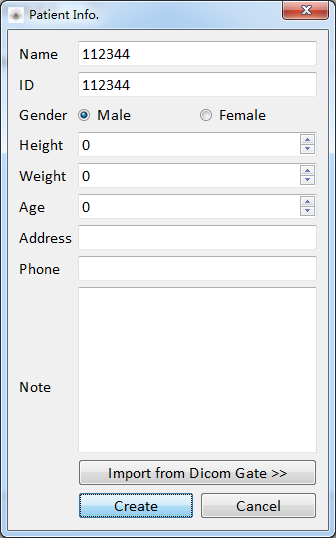 Patient Info.
Name 112344
ID 112344
Gender Male Female
Height 0
Weight 0
Age 0
Address
Phone
Note
Import from Dicom Gate >>
Create Cancel